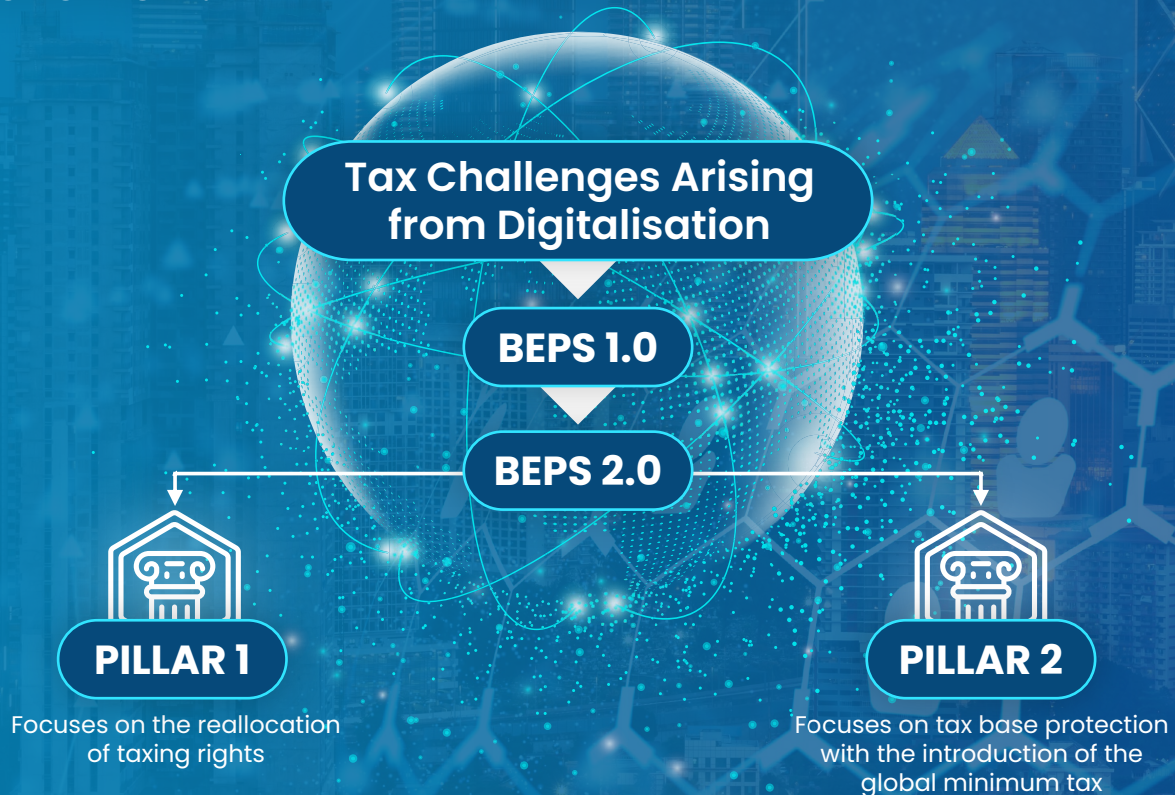 Tax Challenges Arising
from Digitalisation
BEPS 1.0
BEPS 2.0
PILLAR 1
Focuses on the reallocation
of taxing rights
PILLAR 2
Focuses on tax base protection
with the introduction of the
global minimum tax